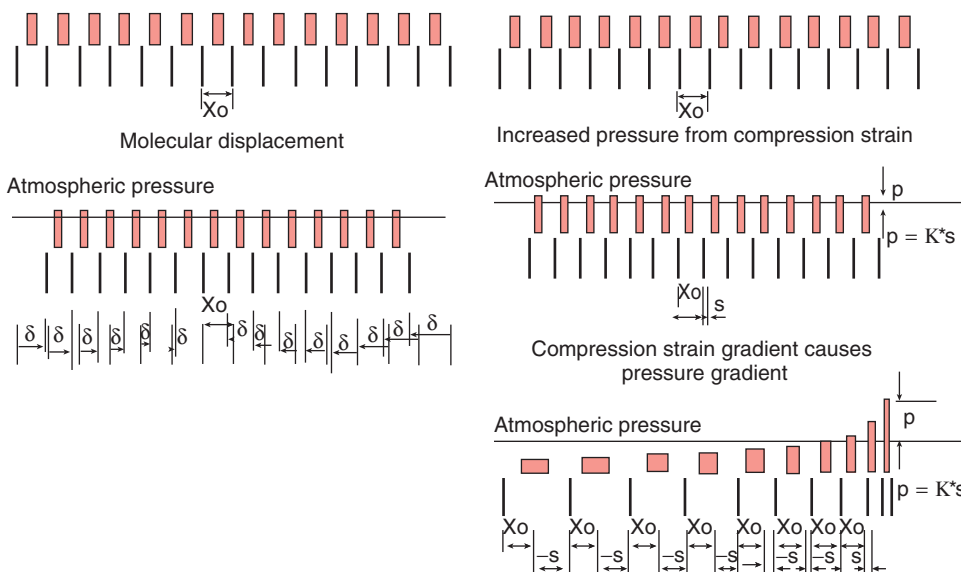 Xo
Molecular displacement
Atmospheric pressure
Xo
δ δ δ δ δ δ δ δ δ δ δ δ δ δ
Xo
Increased pressure from compression strain
Atmospheric pressure
p
p = K*s
Xo
s
Compression strain gradient causes
pressure gradient
Atmospheric pressure
p
p = K*s
Xo Xo Xo Xo Xo Xo Xo Xo
–s –s –s –s –s –s s